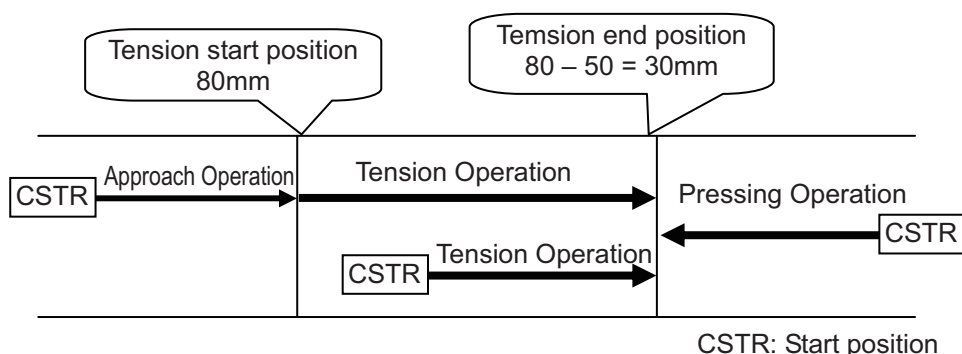 Tension start position
80mm
Temsion end position
80 – 50 = 30mm
CSTR
Approach Operation
Tension Operation
Pressing Operation
CSTR
CSTR
Tension Operation
CSTR: Start position